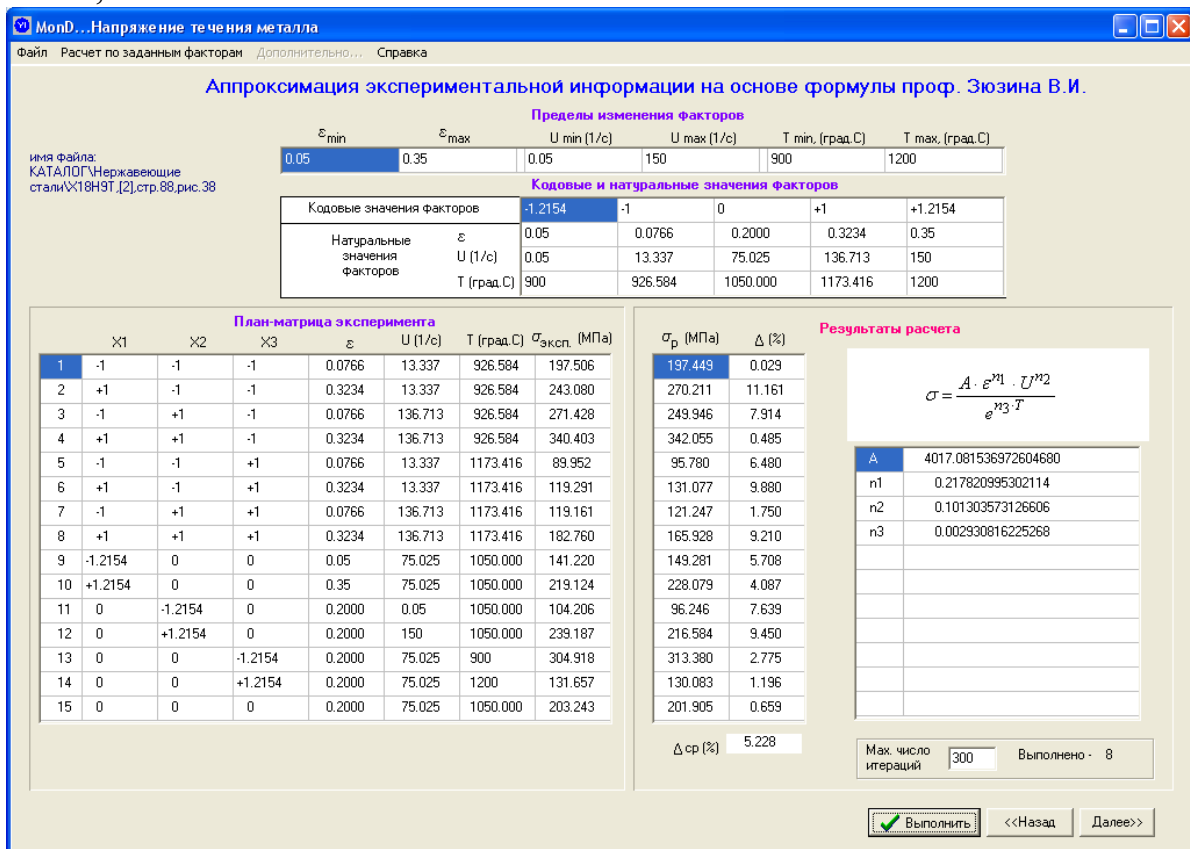 MonD...Напряжение течения металла
Файл Расчет по заданным факторам Дополнительно... Справка
Аппроксимация экспериментальной информации на основе формулы проф. Зюзина В.И.
Пределы изменения факторов
εmin εmax U min (1/c) U max (1/c) T min, (град.C) T max, (град.C)
0.05 0.35 0.05 150 900 1200
имя файла:
КАТАЛОГ\Нержавеющие
стали\Х18Н9Т,[2],стр.88,рис.38
Кодовые и натуральные значения факторов
Кодовые значения факторов -1.2154 -1 0 +1 +1.2154
Натуральные значения факторов
ε 0.05 0.0766 0.2000 0.3234 0.35
U (1/c) 0.05 13.337 75.025 136.713 150
T (град.C) 900 926.584 1050.000 1173.416 1200
План-матрица эксперимента
X1 X2 X3 ε U (1/c) T (град.C) σэксп. (МПа)
1 -1 -1 -1 0.0766 13.337 926.584 197.506
2 +1 -1 -1 0.3234 13.337 926.584 243.080
3 -1 +1 -1 0.0766 136.713 926.584 271.428
4 +1 +1 -1 0.3234 136.713 926.584 340.403
5 -1 -1 +1 0.0766 13.337 1173.416 89.952
6 +1 -1 +1 0.3234 13.337 1173.416 119.291
7 -1 +1 +1 0.0766 136.713 1173.416 119.161
8 +1 +1 +1 0.3234 136.713 1173.416 182.760
9 -1.2154 0 0 0.05 75.025 1050.000 141.220
10 +1.2154 0 0 0.35 75.025 1050.000 219.124
11 0 -1.2154 0 0.2000 0.05 1050.000 104.206
12 0 +1.2154 0 0.2000 150 1050.000 239.187
13 0 0 -1.2154 0.2000 75.025 900 304.918
14 0 0 +1.2154 0.2000 75.025 1200 131.657
15 0 0 0 0.2000 75.025 1050.000 203.243
σp (МПа) Δ (%)
197.449 0.029
270.211 11.161
249.946 7.914
342.055 0.485
95.780 6.480
131.077 9.880
121.247 1.750
165.928 9.210
149.281 5.708
228.079 4.087
96.246 7.639
216.584 9.450
313.380 2.775
130.083 1.196
201.905 0.659
Δ ср (%) 5.228
Результаты расчета
σ = A · ε^n1 · U^n2 / e^n3·T
A 4017.081536972604680
n1 0.217820995302114
n2 0.101303573126606
n3 0.002930816225268
Max. число
итераций 300 Выполнено - 8
Выполнить <<Назад Далее>>